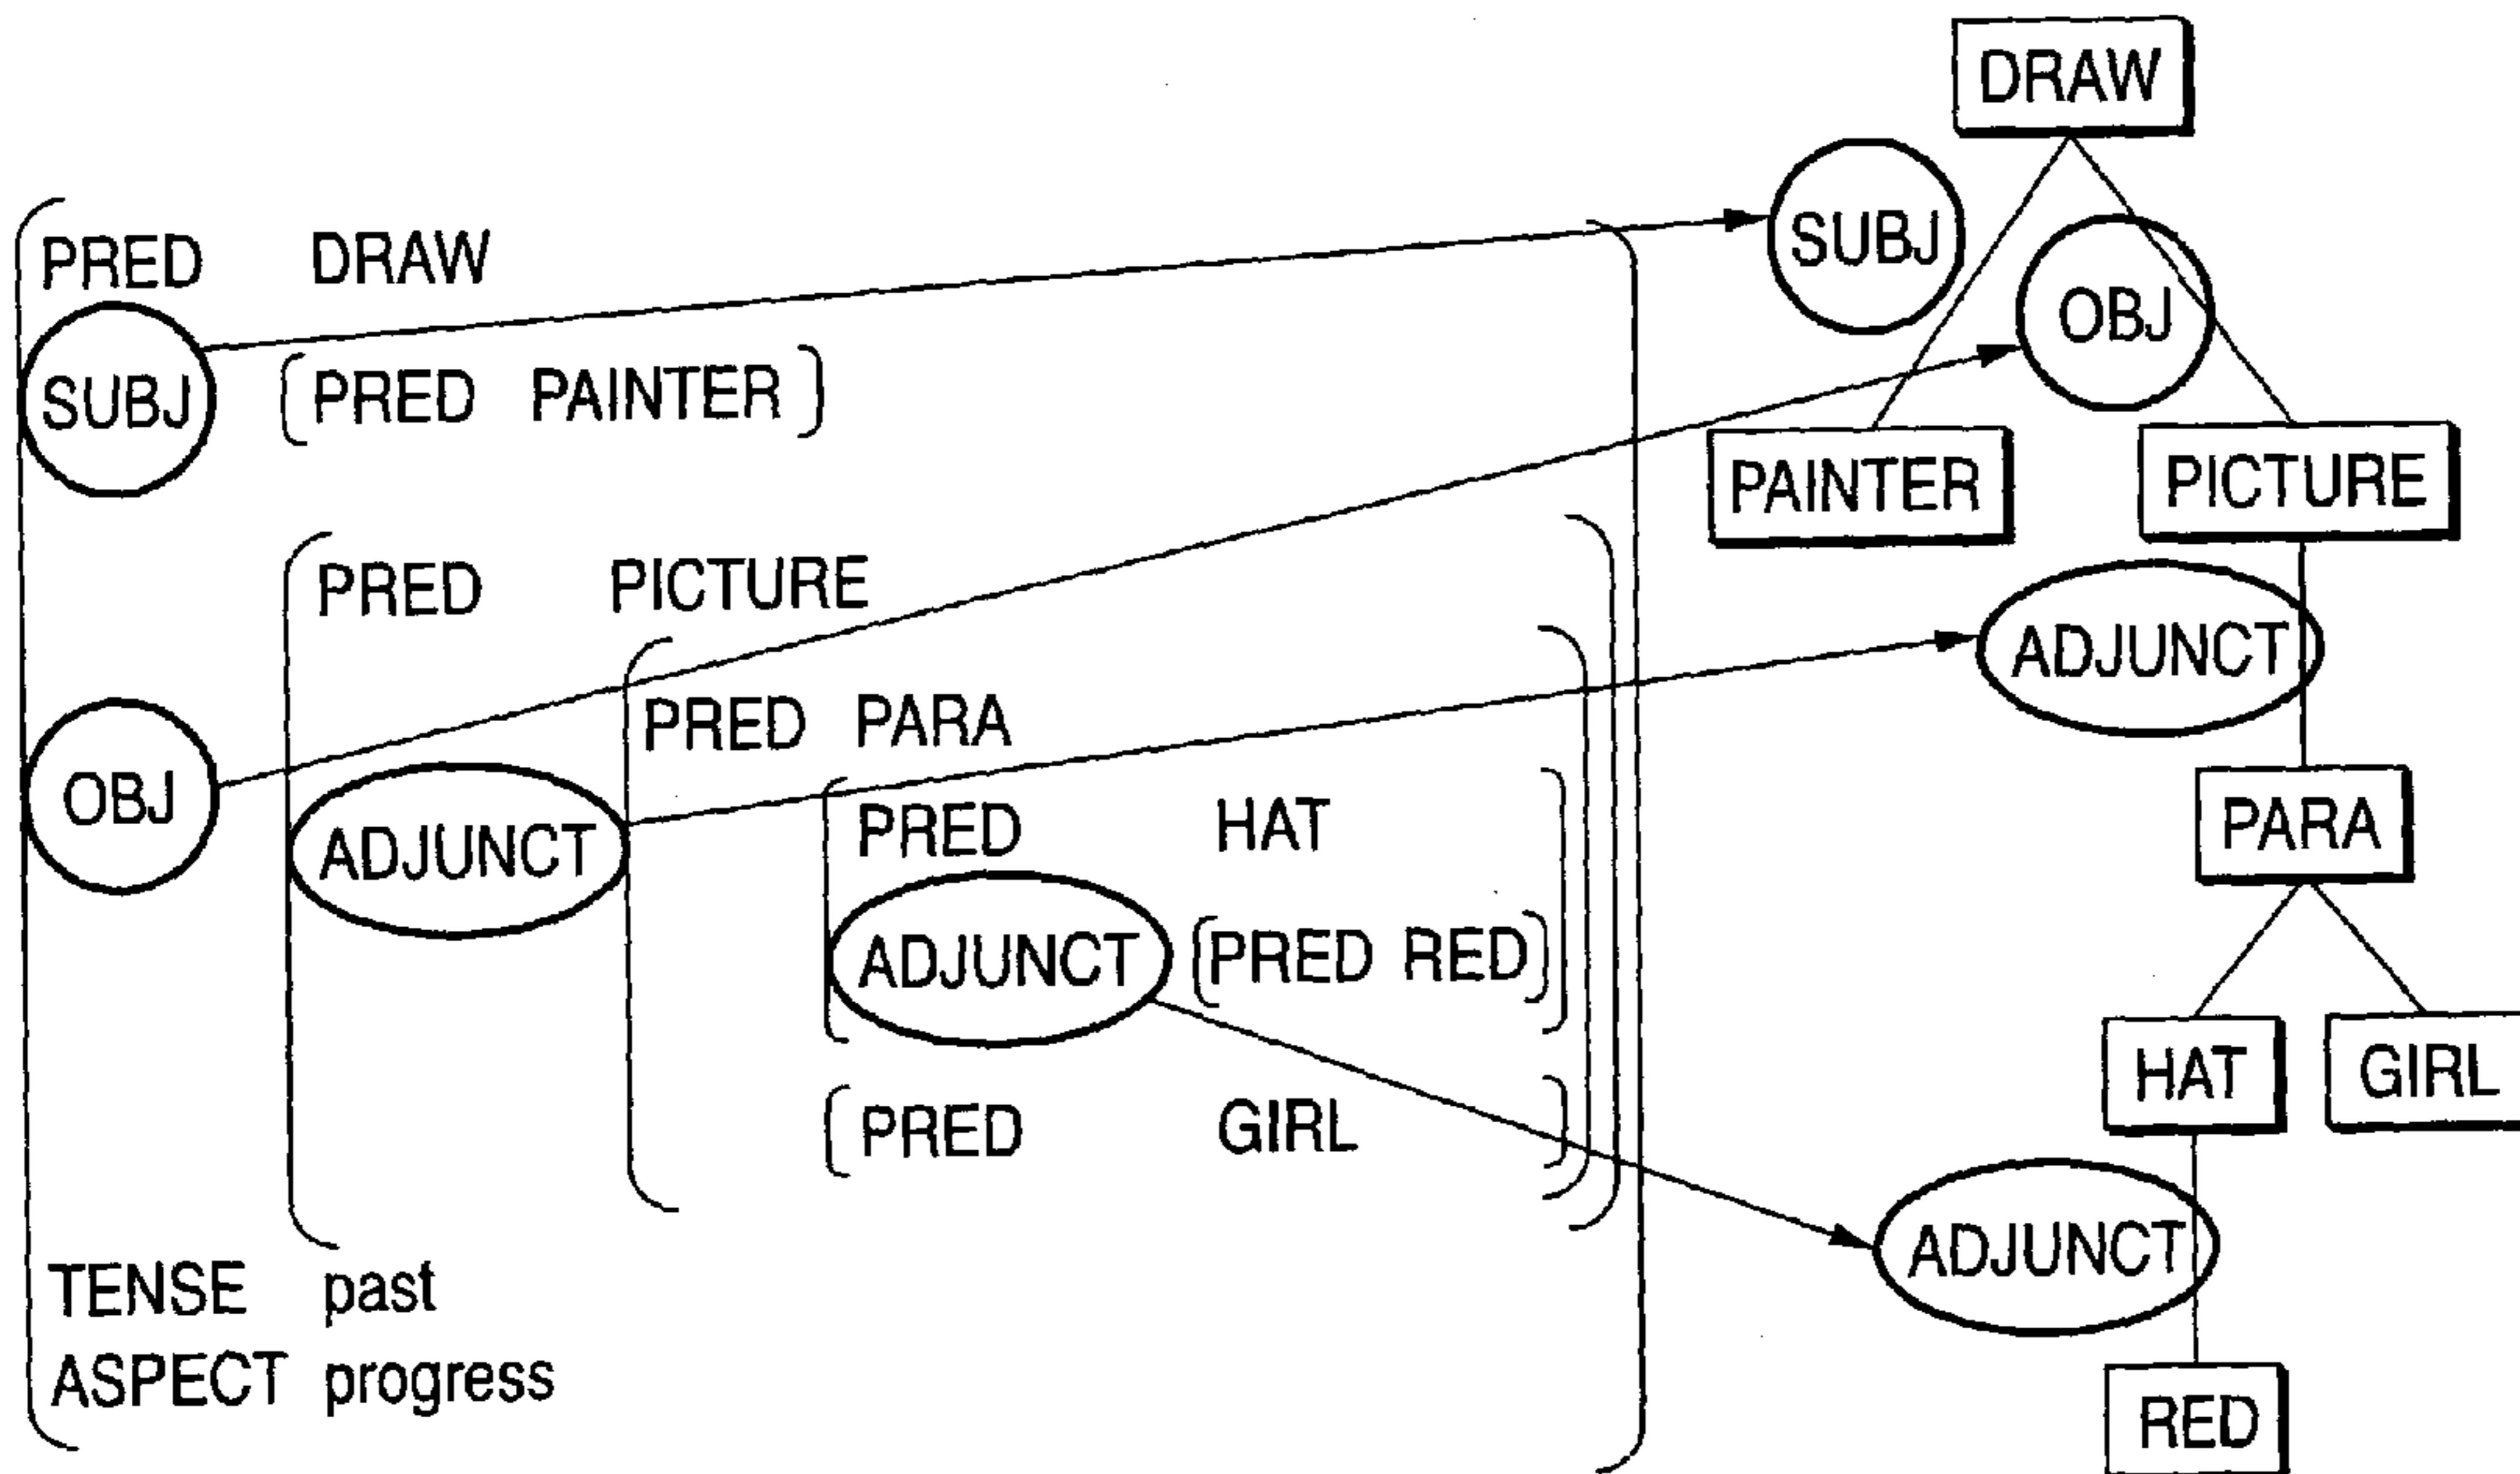 PRED DRAW
SUBJ PRED PAINTER
PRED PICTURE
PRED PARA
OBJ
ADJUNCT
PRED HAT
ADJUNCT PRED RED
PRED GIRL
TENSE past
ASPECT progress
DRAW
SUBJ
OBJ
PAINTER PICTURE
ADJUNCT
PARA
HAT GIRL
ADJUNCT
RED